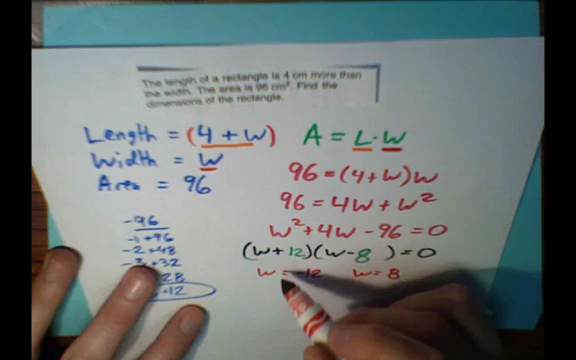 The length of a rectangle is 4 cm more than
the width. The area is 96 cm². Find the
dimensions of the rectangle.
Length = (4 + w)
Width = w
Area = 96
A = L·W
96 = (4+w)w
96 = 4w + w²
w² + 4w - 96 = 0
(w + 12)(w - 8 ) = 0
w = -12 w = 8
-96
-1 +96
-2 +48
-3 +32
+12